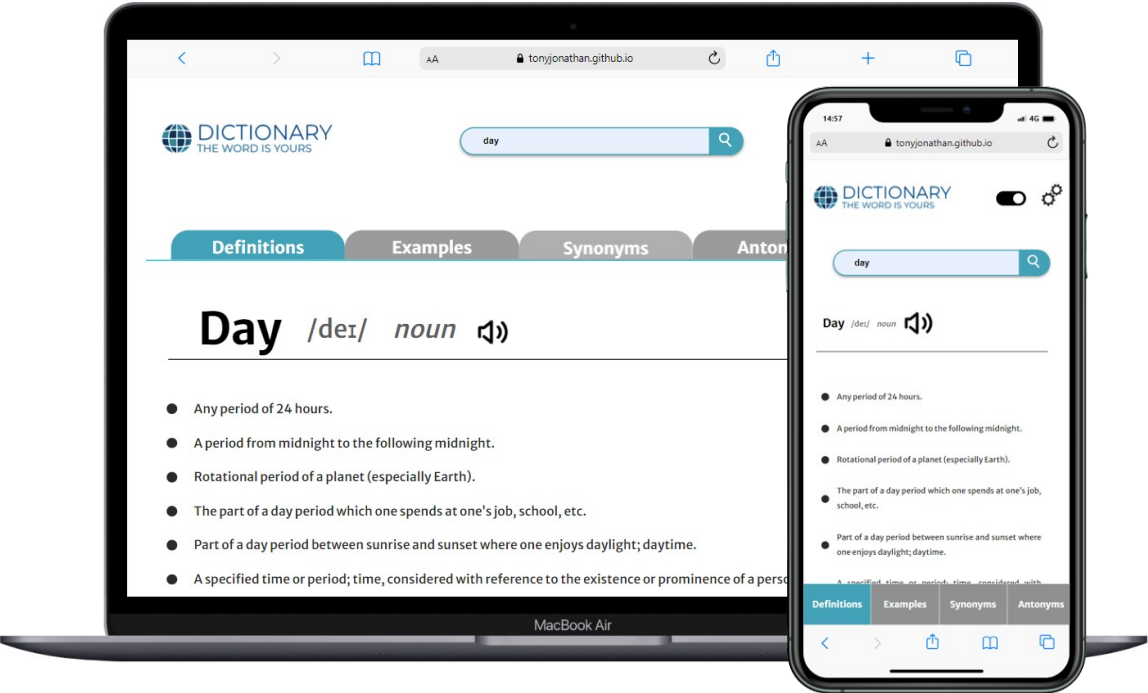 AA
tonyjonathan.github.io
DICTIONARY
THE WORD IS YOURS
day
Definitions
Examples
Synonyms
Anton
Day /deɪ/ noun
Any period of 24 hours.
A period from midnight to the following midnight.
Rotational period of a planet (especially Earth).
The part of a day period which one spends at one’s job, school, etc.
Part of a day period between sunrise and sunset where one enjoys daylight; daytime.
A specified time or period; time, considered with reference to the existence or prominence of a perso
MacBook Air
14:57
4G
AA
tonyjonathan.github.io
DICTIONARY
THE WORD IS YOURS
day
Day /deɪ/ noun
Any period of 24 hours.
A period from midnight to the following midnight.
Rotational period of a planet (especially Earth).
The part of a day period which one spends at one’s job,
school, etc.
Part of a day period between sunrise and sunset where
one enjoys daylight; daytime.
A specified time or period; time, considered with
Definitions
Examples
Synonyms
Antonyms